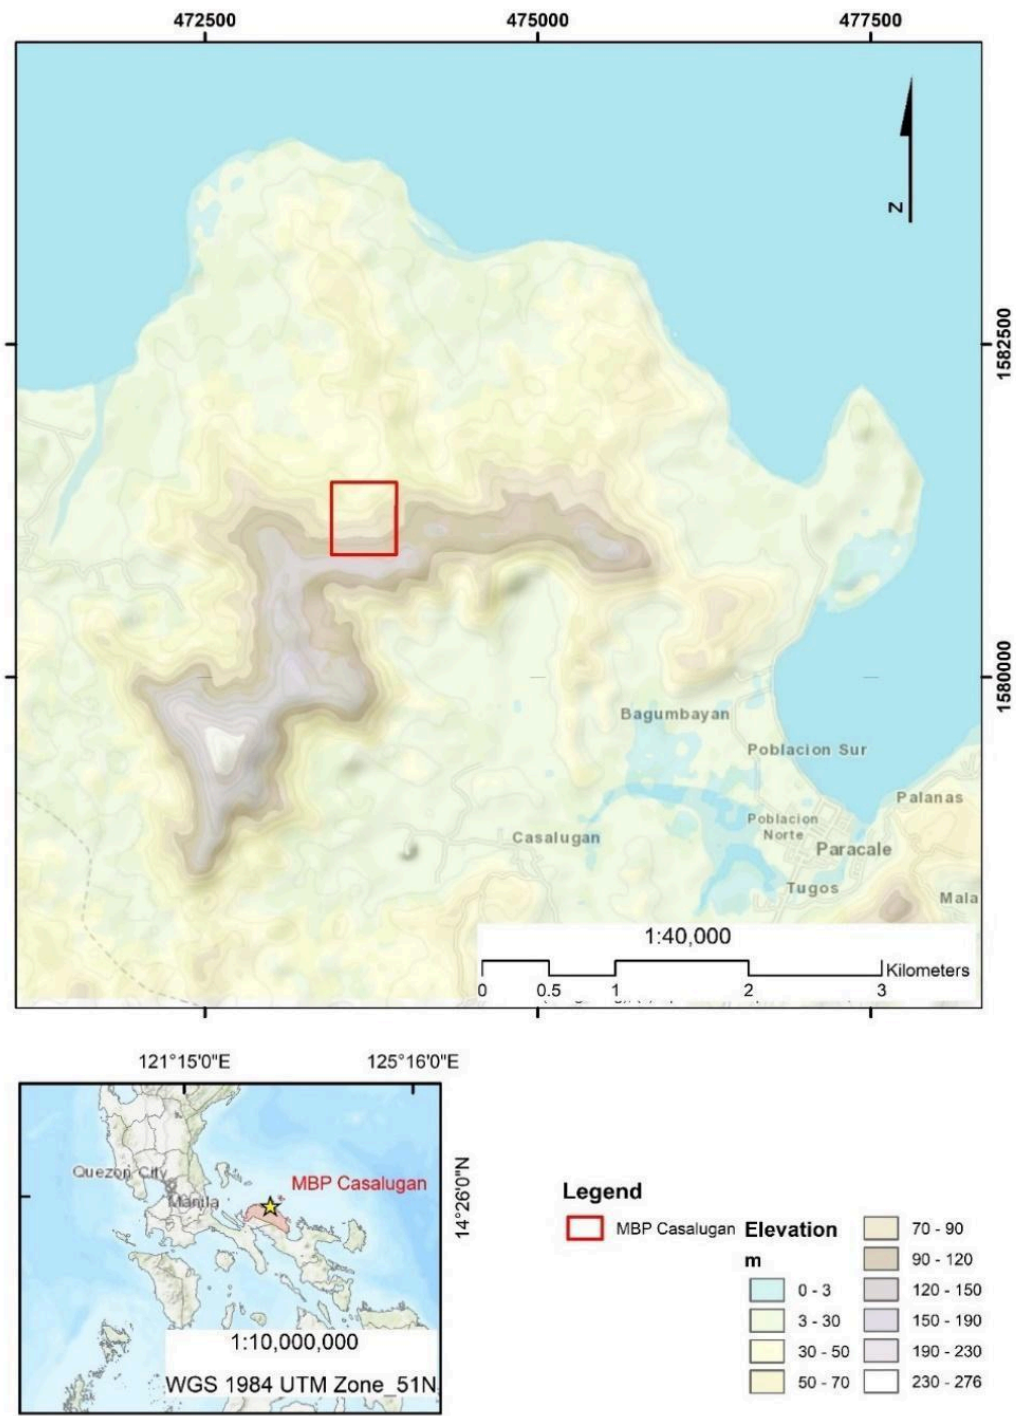 472500 475000 477500
N
1582500
1580000
Bagumbayan
Poblacion Sur
Palanas
Poblacion
Norte
Casalugan
Paracale
Tugos
Mala
1:40,000
Kilometers
0 0.5 1 2 3
121°15'0"E 125°16'0"E
14°26'0"N
Quezon City
MBP Casalugan
Manila
1:10,000,000
WGS 1984 UTM Zone_51N
Legend
MBP Casalugan
Elevation
m
0 - 3
3 - 30
30 - 50
50 - 70
70 - 90
90 - 120
120 - 150
150 - 190
190 - 230
230 - 276